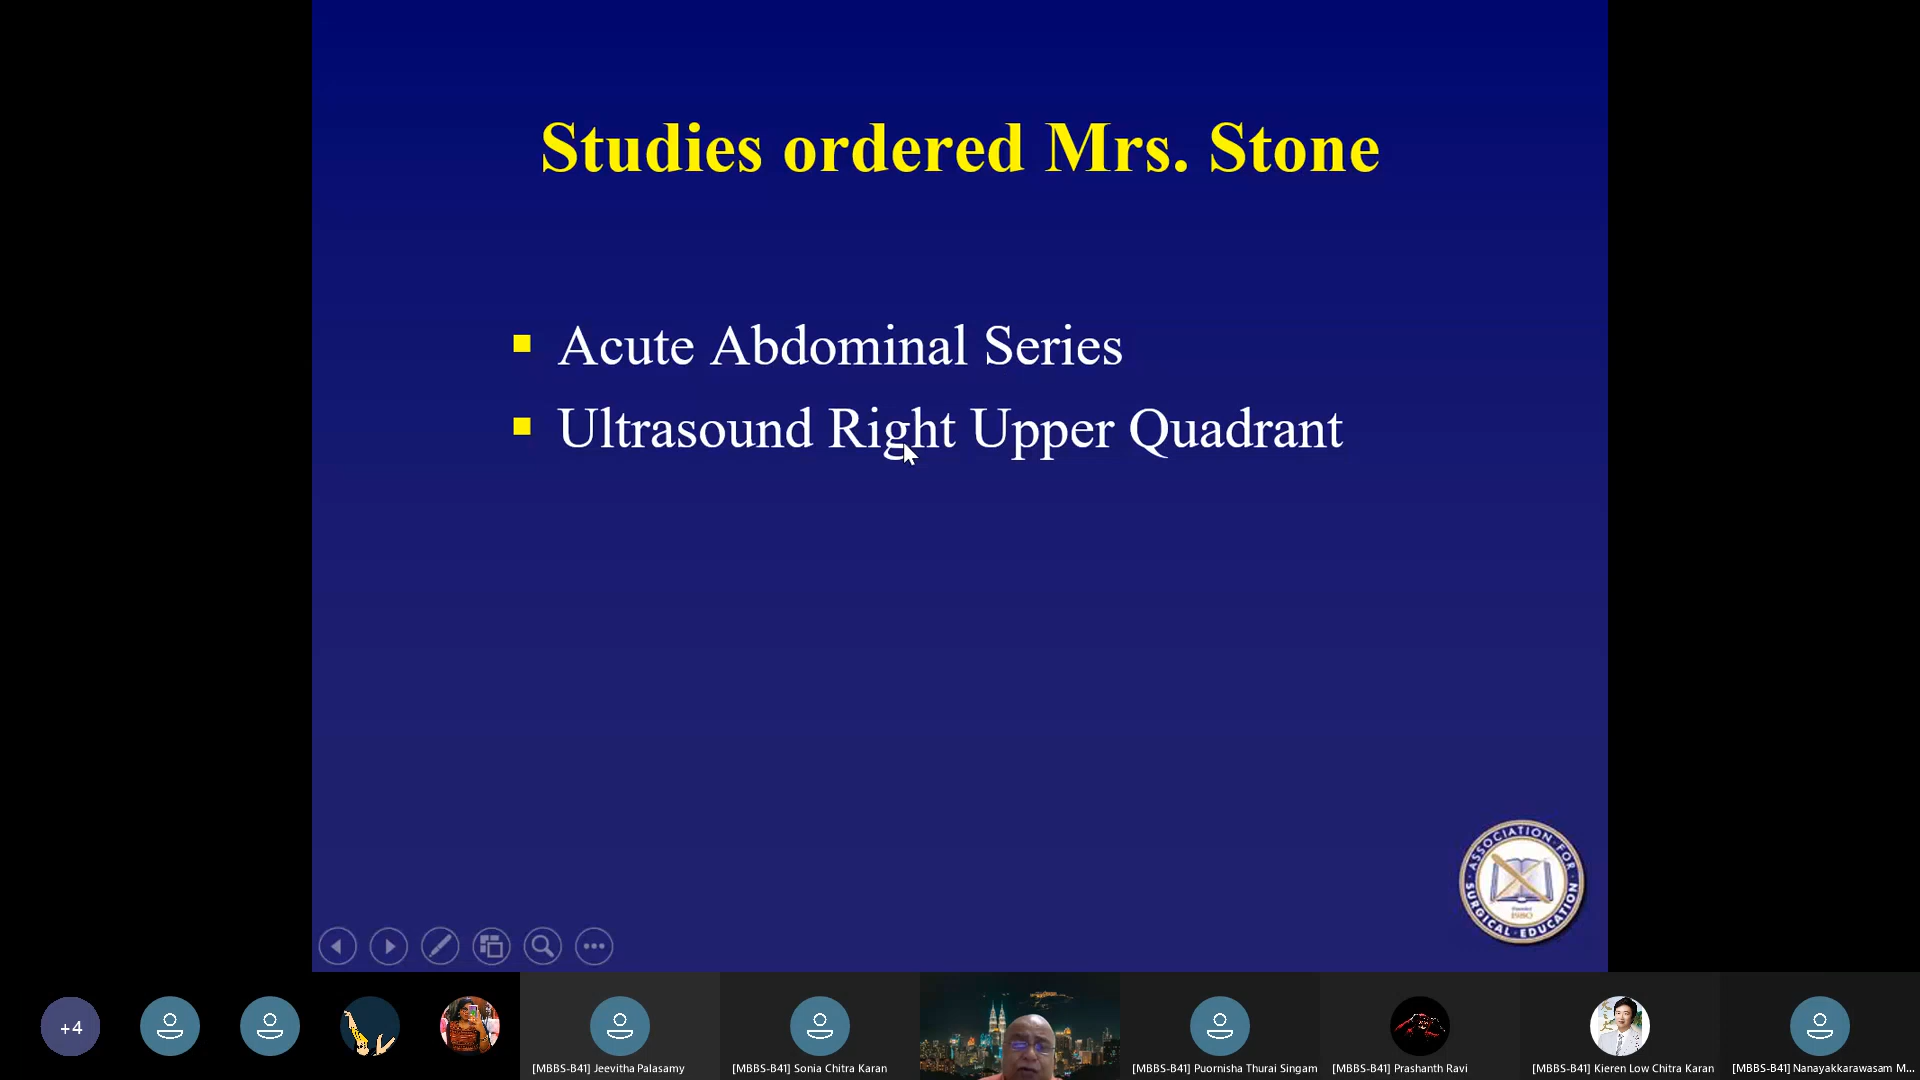 Studies ordered Mrs. Stone
Acute Abdominal Series
Ultrasound Right Upper Quadrant
ASSOCIATION FOR
SURGICAL EDUCATION
Founded
1980
+4
[MBBS-B41] Jeevitha Palasamy
[MBBS-B41] Sonia Chitra Karan
[MBBS-B41] Puornisha Thurai Singam
[MBBS-B41] Prashanth Ravi
[MBBS-B41] Kieren Low Chitra Karan
[MBBS-B41] Nanayakkarawasam M...